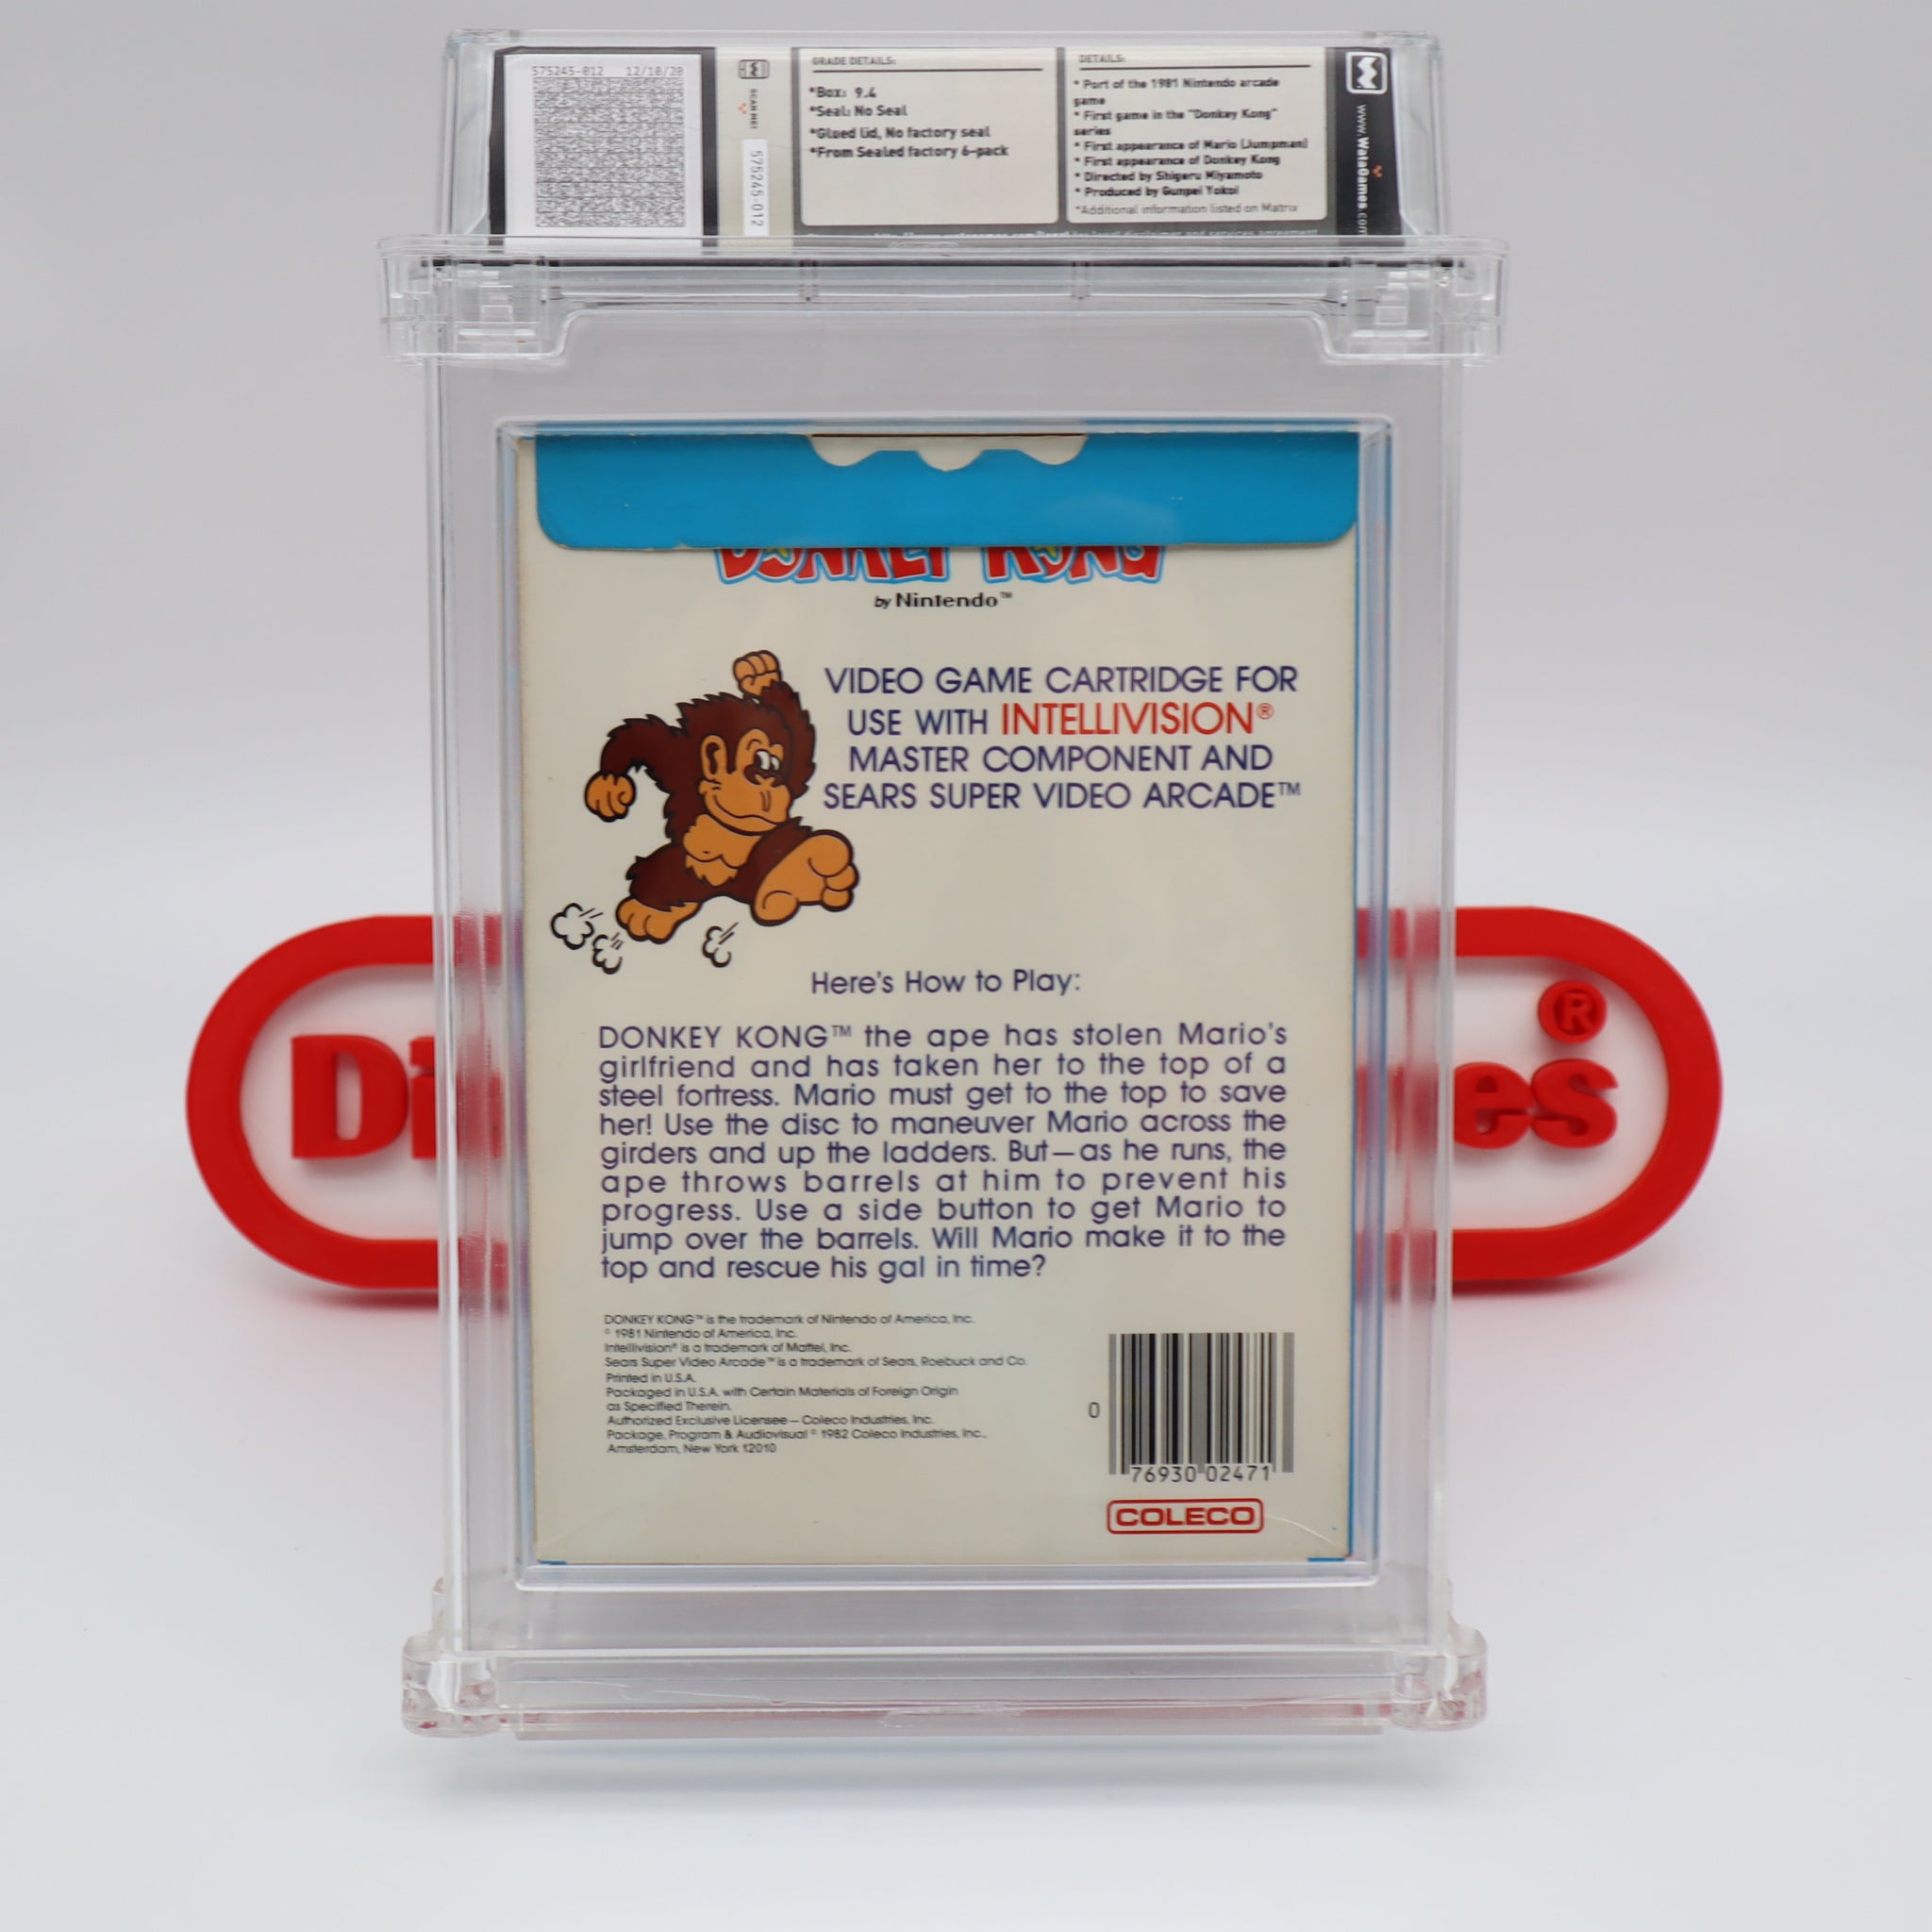 575245-012 12/10/20
SCAN ME!
575245-012
GRADE DETAILS:
*Box: 9.4
*Seal: No Seal
*Glued lid, No factory seal
*From Sealed factory 6-pack
DETAILS:
* Part of the 1981 Nintendo arcade
game
* First game in the "Donkey Kong"
series
* First appearance of Mario (Jumpman)
* First appearance of Donkey Kong
* Directed by Shigeru Miyamoto
* Produced by Gunpei Yokoi
*Additional information listed on Matrix
www.WataGames.com
DONKEY KONG
by Nintendo™
VIDEO GAME CARTRIDGE FOR
USE WITH INTELLIVISION®
MASTER COMPONENT AND
SEARS SUPER VIDEO ARCADE™
Here's How to Play:
DONKEY KONG™ the ape has stolen Mario's
girlfriend and has taken her to the top of a
steel fortress. Mario must get to the top to save
her! Use the disc to maneuver Mario across the
girders and up the ladders. But—as he runs, the
ape throws barrels at him to prevent his
progress. Use a side button to get Mario to
jump over the barrels. Will Mario make it to the
top and rescue his gal in time?
DONKEY KONG™ is the trademark of Nintendo of America, Inc.
© 1981 Nintendo of America, Inc.
Intellivision® is a trademark of Mattel, Inc.
Sears Super Video Arcade™ is a trademark of Sears, Roebuck and Co.
Printed in U.S.A.
Packaged in U.S.A. with Certain Materials of Foreign Origin
as Specified Therein.
Authorized Exclusive Licensee – Coleco Industries, Inc.
Package, Program & Audiovisual © 1982 Coleco Industries, Inc.,
Amsterdam, New York 12010
0 76930 02471
COLECO
Di es ®